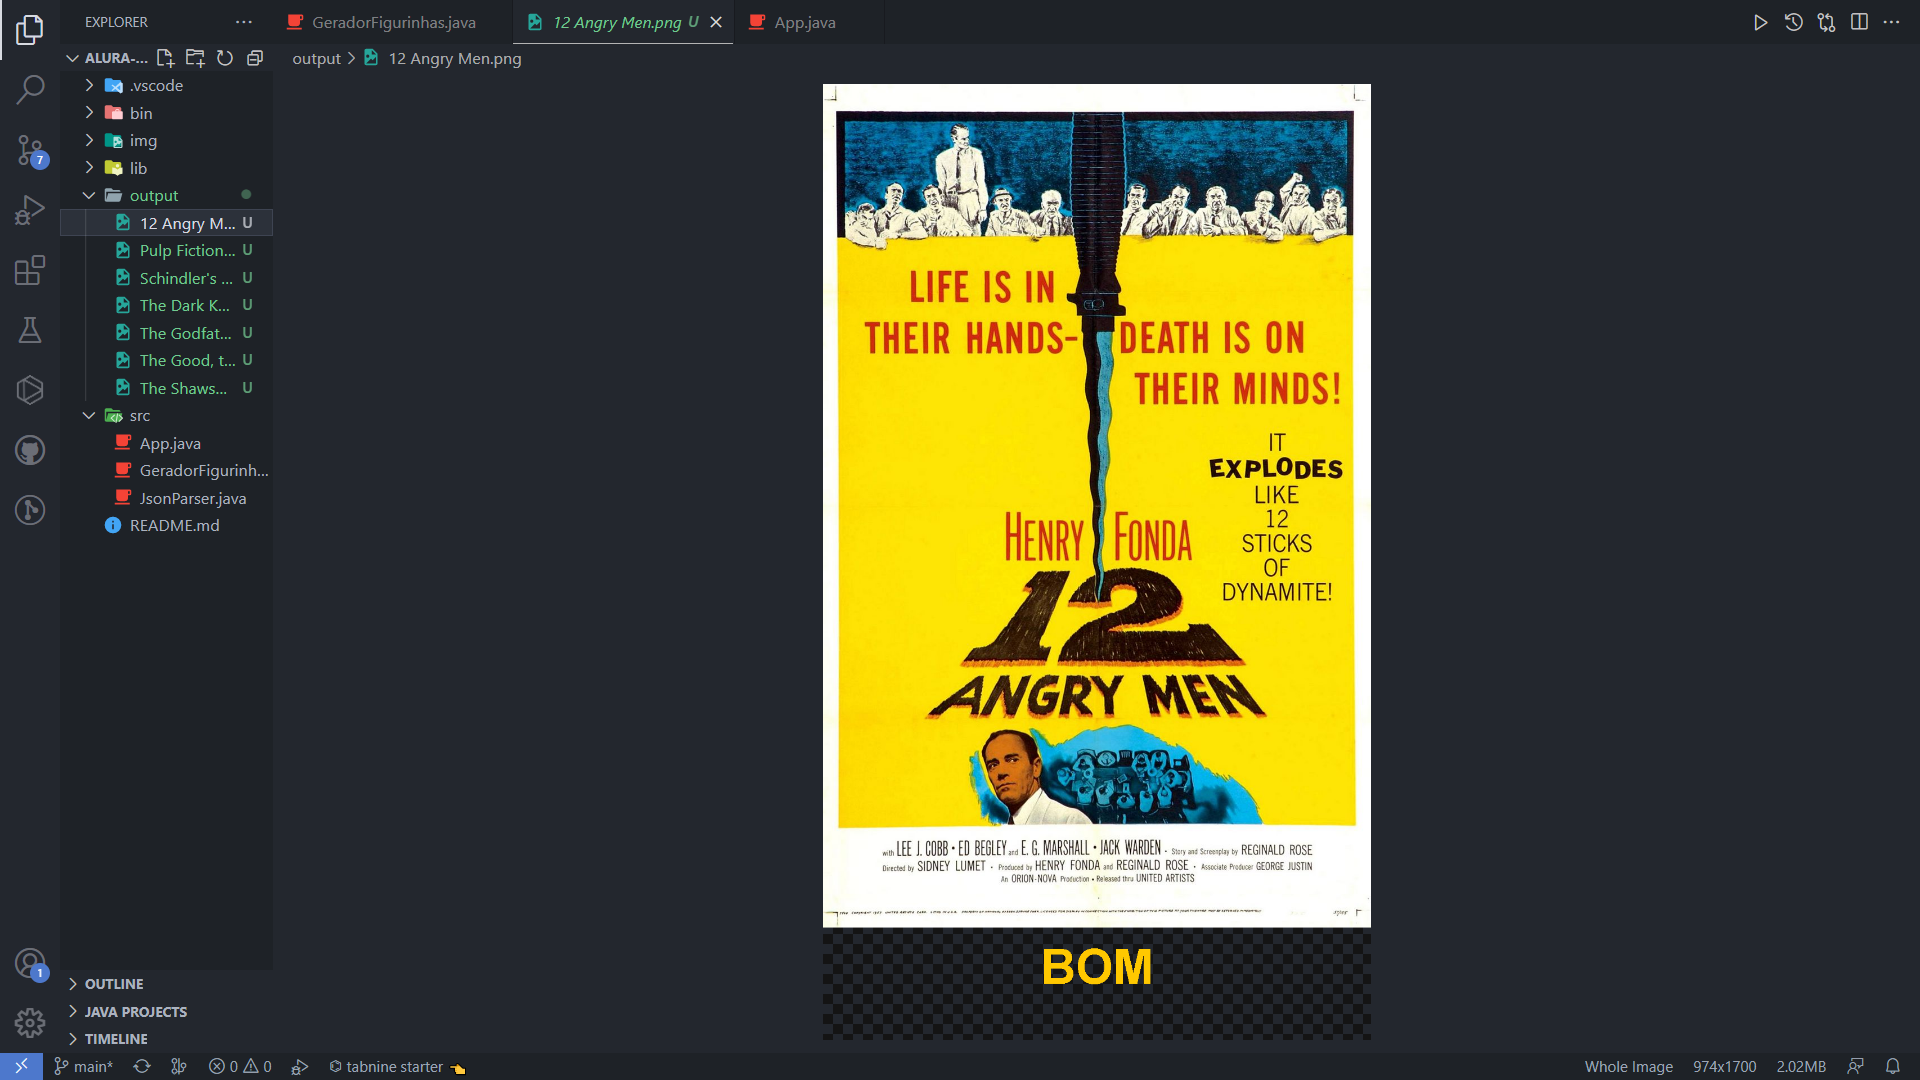 EXPLORER
GeradorFigurinhas.java
12 Angry Men.png U
App.java
ALURA-...
output > 12 Angry Men.png
.vscode
bin
img
lib
output
12 Angry M... U
Pulp Fiction... U
Schindler's ... U
The Dark K... U
The Godfat... U
The Good, t... U
The Shaws... U
src
App.java
GeradorFigurinh...
JsonParser.java
README.md
7
1
LIFE IS IN
THEIR HANDS-
DEATH IS ON
THEIR MINDS!
IT
EXPLODES
LIKE
12
STICKS
OF
DYNAMITE!
HENRY FONDA
12
ANGRY MEN
with LEE J. COBB • ED BEGLEY and E. G. MARSHALL • JACK WARDEN • Story and Screenplay by REGINALD ROSE
Directed by SIDNEY LUMET • Produced by HENRY FONDA and REGINALD ROSE • Associate Producer GEORGE JUSTIN
An ORION-NOVA Production • Released thru UNITED ARTISTS
BOM
OUTLINE
JAVA PROJECTS
TIMELINE
main*
0
0
tabnine starter
Whole Image
974x1700
2.02MB